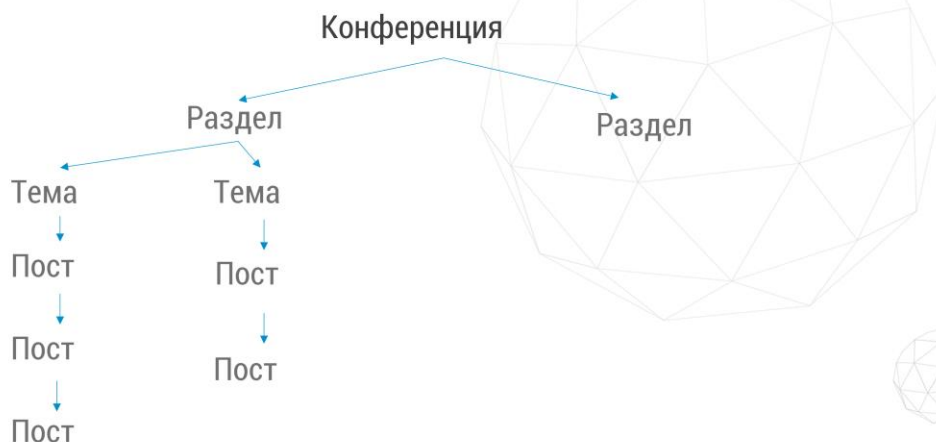 Конференция
Раздел
Раздел
Тема
Тема
Пост
Пост
Пост
Пост
Пост